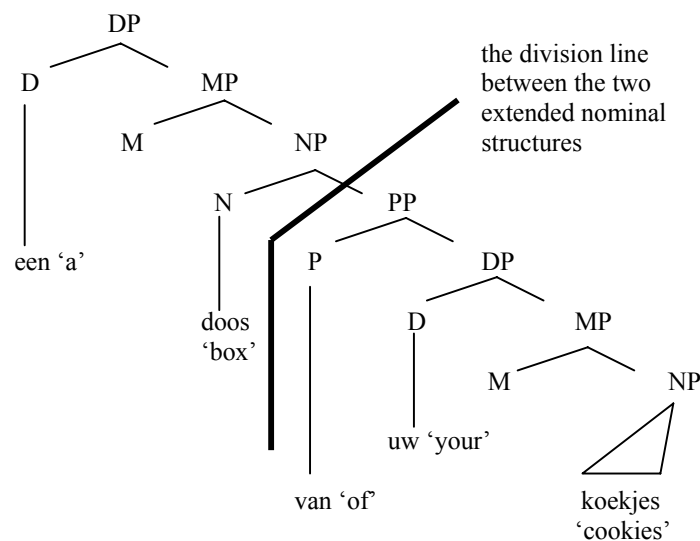 DP
the division line
between the two
extended nominal
structures
D MP
M NP
N PP
een ‘a’
P DP
doos
‘box’
D MP
M NP
uw ‘your’
van ‘of’
koekjes
‘cookies’